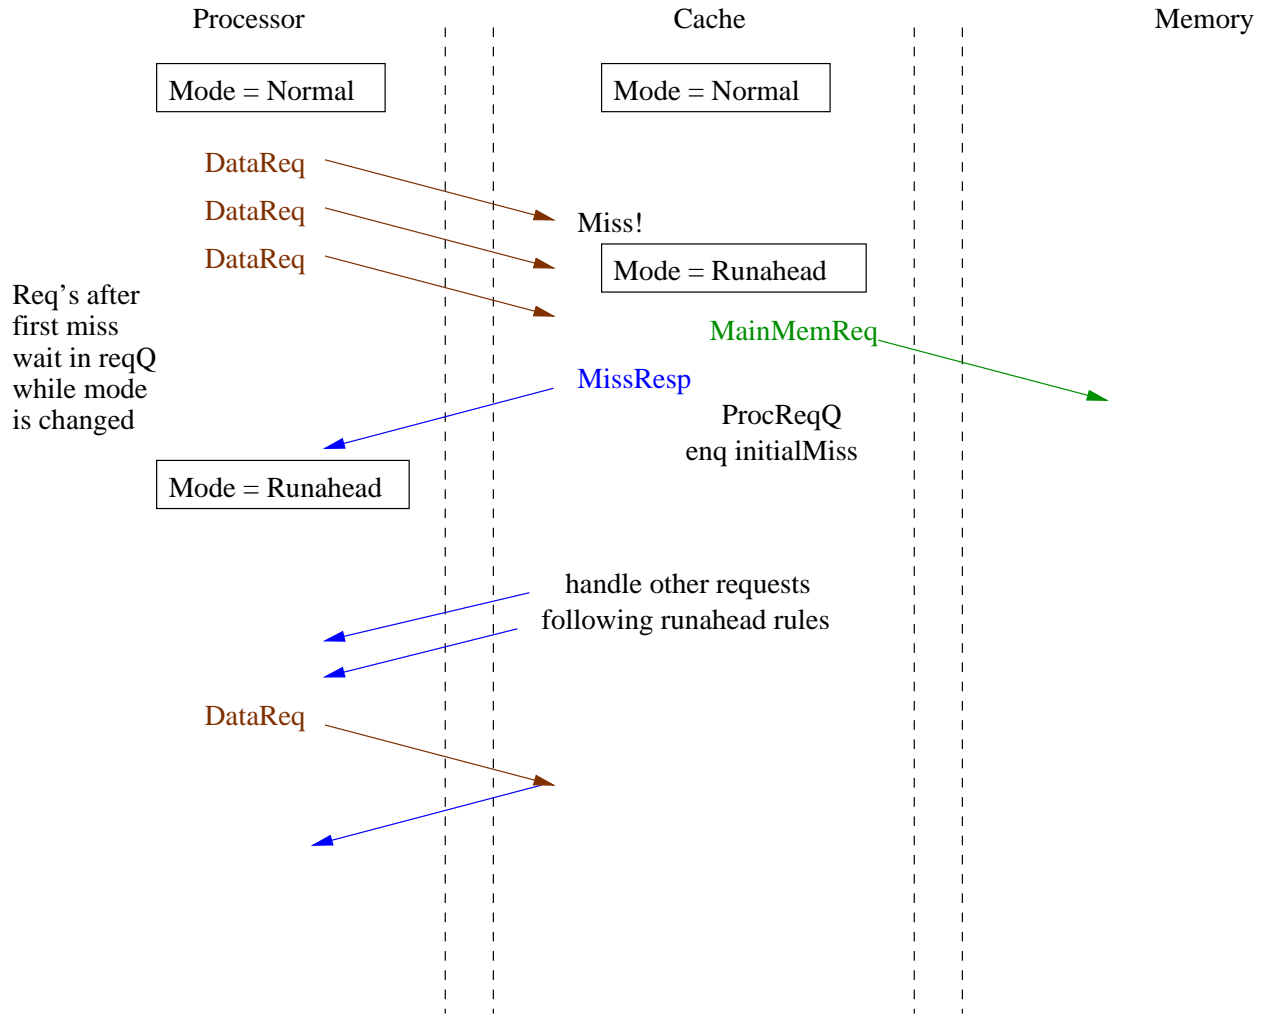 Processor
Cache
Memory
Mode = Normal
Mode = Normal
DataReq
DataReq
Miss!
DataReq
Mode = Runahead
Req's after
first miss
wait in reqQ
while mode
is changed
MainMemReq
MissResp
ProcReqQ
enq initialMiss
Mode = Runahead
handle other requests
following runahead rules
DataReq